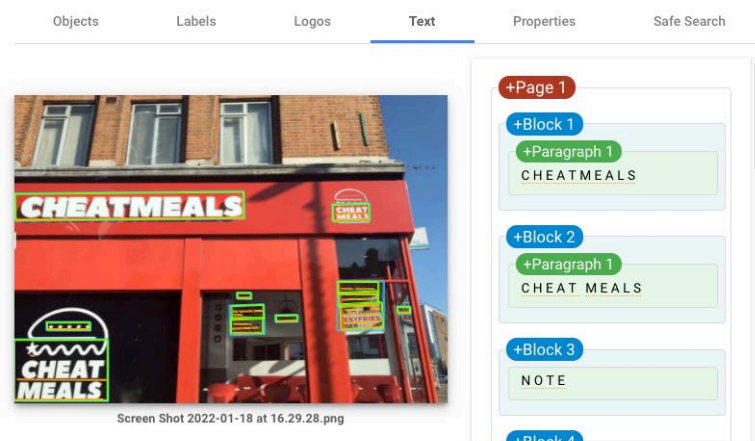 Objects
Labels
Logos
Text
Properties
Safe Search
CHEATMEALS
CHEAT
MEALS
CHEAT
MEALS
Screen Shot 2022-01-18 at 16.29.28.png
+Page 1
+Block 1
+Paragraph 1
CHEATMEALS
+Block 2
+Paragraph 1
CHEAT MEALS
+Block 3
NOTE
+Block 4